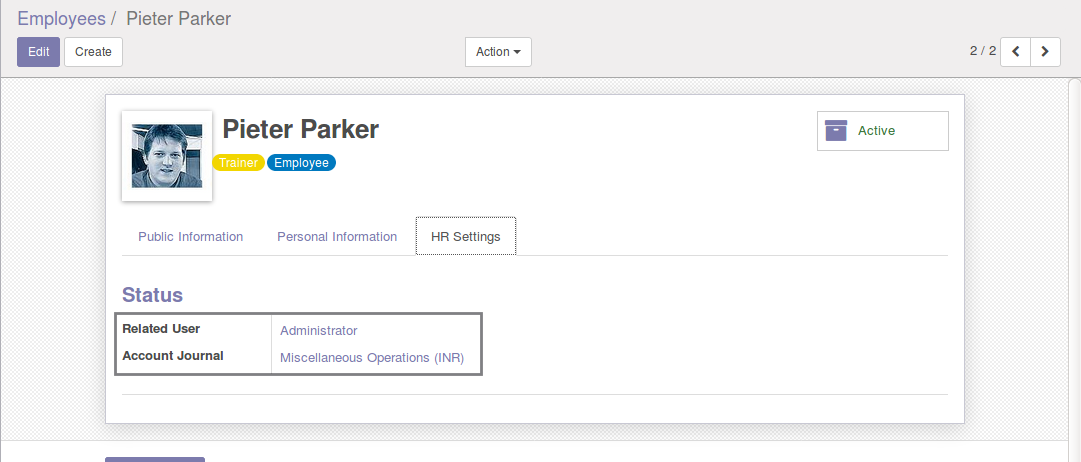 Employees / Pieter Parker
Edit Create Action 2 / 2
Pieter Parker
Active
Trainer Employee
Public Information Personal Information HR Settings
Status
Related User Administrator
Account Journal Miscellaneous Operations (INR)